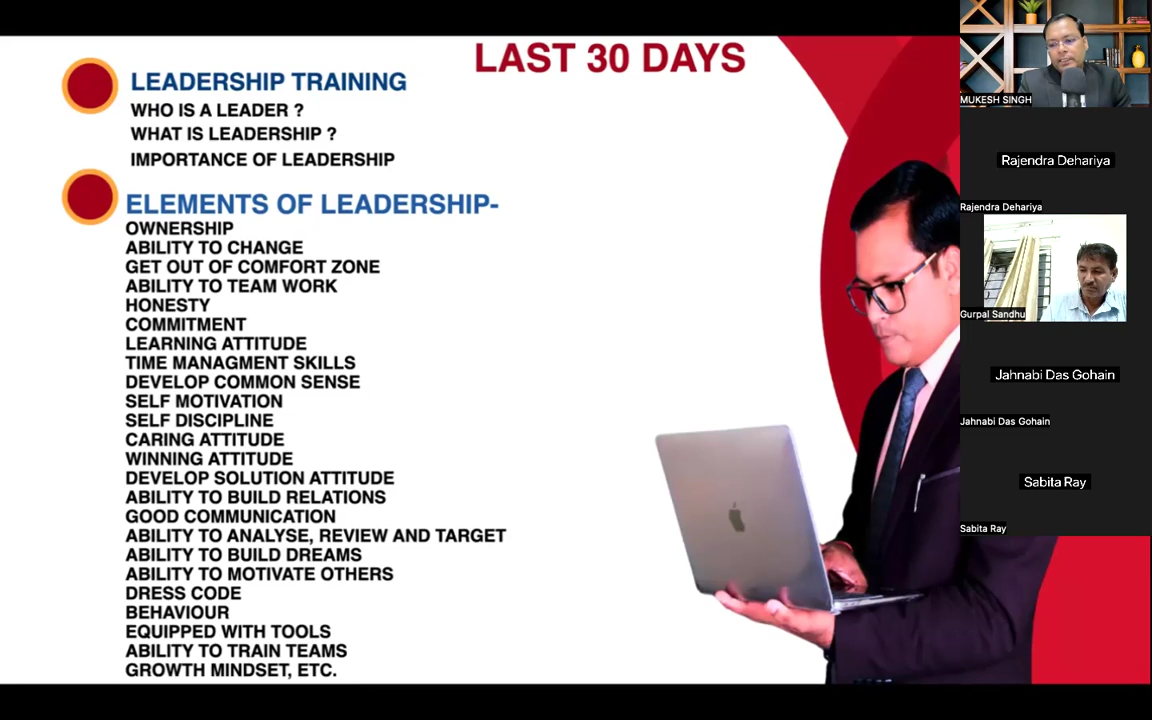 LAST 30 DAYS
LEADERSHIP TRAINING
WHO IS A LEADER ?
WHAT IS LEADERSHIP ?
IMPORTANCE OF LEADERSHIP
ELEMENTS OF LEADERSHIP-
OWNERSHIP
ABILITY TO CHANGE
GET OUT OF COMFORT ZONE
ABILITY TO TEAM WORK
HONESTY
COMMITMENT
LEARNING ATTITUDE
TIME MANAGMENT SKILLS
DEVELOP COMMON SENSE
SELF MOTIVATION
SELF DISCIPLINE
CARING ATTITUDE
WINNING ATTITUDE
DEVELOP SOLUTION ATTITUDE
ABILITY TO BUILD RELATIONS
GOOD COMMUNICATION
ABILITY TO ANALYSE, REVIEW AND TARGET
ABILITY TO BUILD DREAMS
ABILITY TO MOTIVATE OTHERS
DRESS CODE
BEHAVIOUR
EQUIPPED WITH TOOLS
ABILITY TO TRAIN TEAMS
GROWTH MINDSET, ETC.
MUKESH SINGH
Rajendra Dehariya
Rajendra Dehariya
Gurpal Sandhu
Jahnabi Das Gohain
Jahnabi Das Gohain
Sabita Ray
Sabita Ray